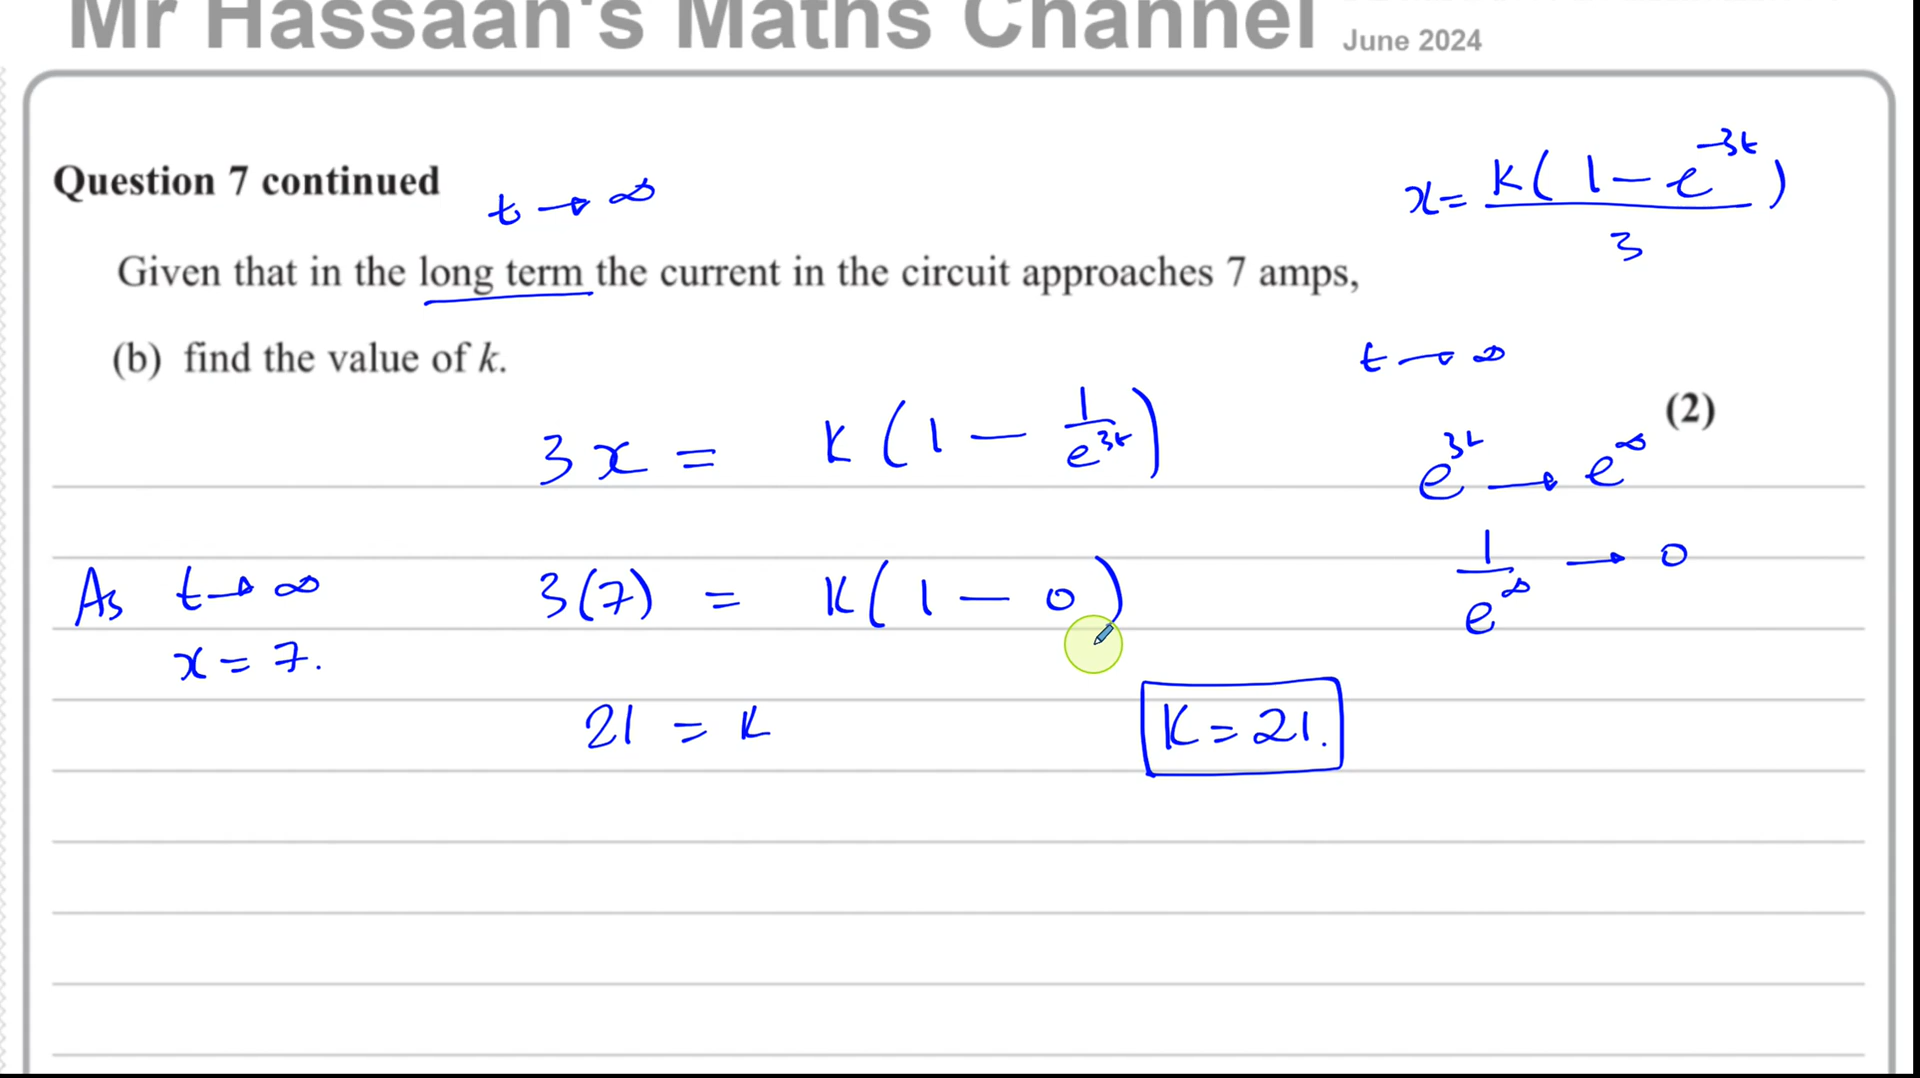 Mr Hassaan's Maths Channel June 2024
Question 7 continued
t → ∞
x = k(1 - e^-3t) / 3
Given that in the long term the current in the circuit approaches 7 amps,
(b) find the value of k.
t → ∞
(2)
3x = k(1 - 1/e^3t)
e^3t → e^∞
1/e^∞ → 0
As t → ∞ 3(7) = k(1 - 0)
x = 7.
21 = k
K = 21.